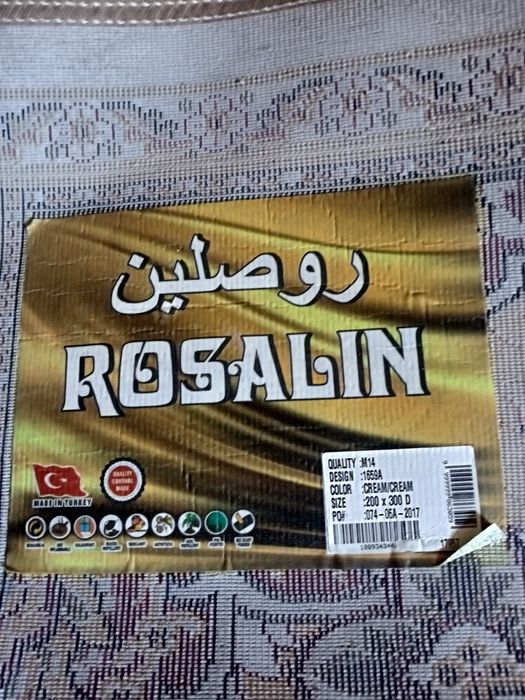 روصلين
ROSALIN
QUALITY :M14
DESIGN :1659A
COLOR :CREAM/CREAM
SIZE :200 x 300 D
PO# :074-06A-2017
MADE IN TURKEY
QUALITY
CONTROL
MADE